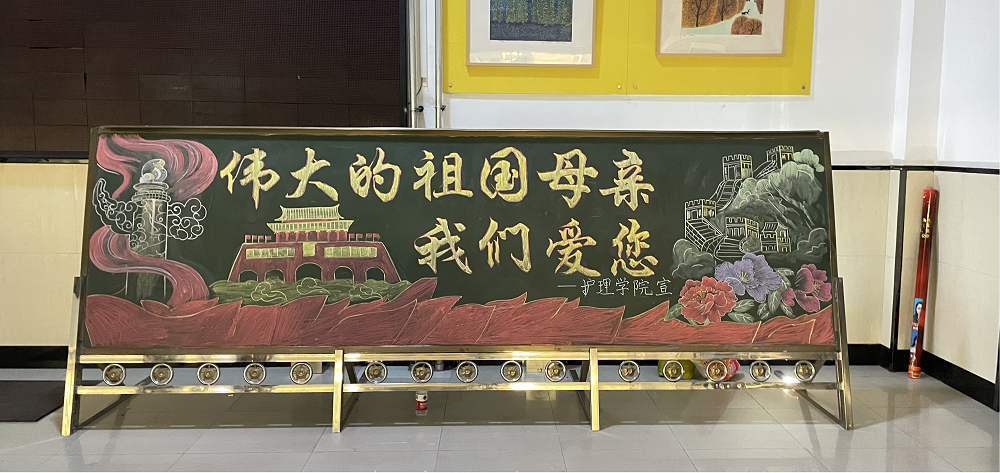 伟大的祖国母亲
我们爱您
—护理学院宣